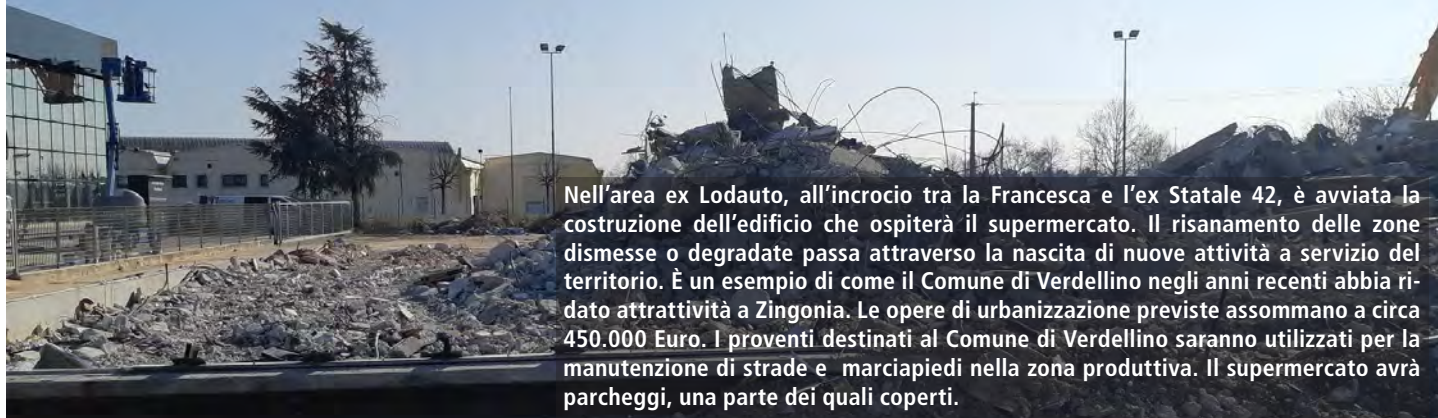 Nell’area ex Lodauto, all’incrocio tra la Francesca e l’ex Statale 42, è avviata la
costruzione dell’edificio che ospiterà il supermercato. Il risanamento delle zone
dismesse o degradate passa attraverso la nascita di nuove attività a servizio del
territorio. È un esempio di come il Comune di Verdellino negli anni recenti abbia ri-
dato attrattività a Zingonia. Le opere di urbanizzazione previste assommano a circa
450.000 Euro. I proventi destinati al Comune di Verdellino saranno utilizzati per la
manutenzione di strade e  marciapiedi nella zona produttiva. Il supermercato avrà
parcheggi, una parte dei quali coperti.